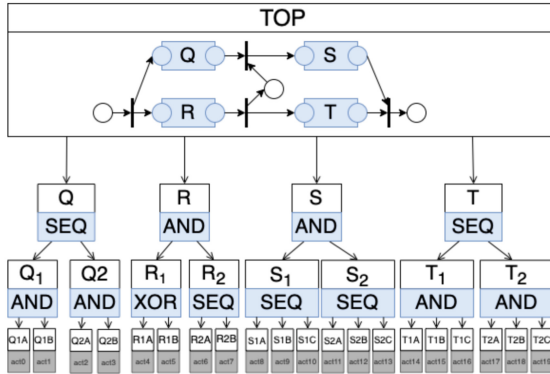 TOP
Q S
R T
Q R S T
SEQ AND AND SEQ
Q1 Q2 R1 R2 S1 S2 T1 T2
AND AND XOR SEQ SEQ SEQ AND AND
Q1A Q1B Q2A Q2B R1A R1B R2A R2B S1A S1B S1C S2A S2B S2C T1A T1B T1C T2A T2B T2C
act0 act1 act2 act3 act4 act5 act6 act7 act8 act9 act10 act11 act12 act13 act14 act15 act16 act17 act18 act19